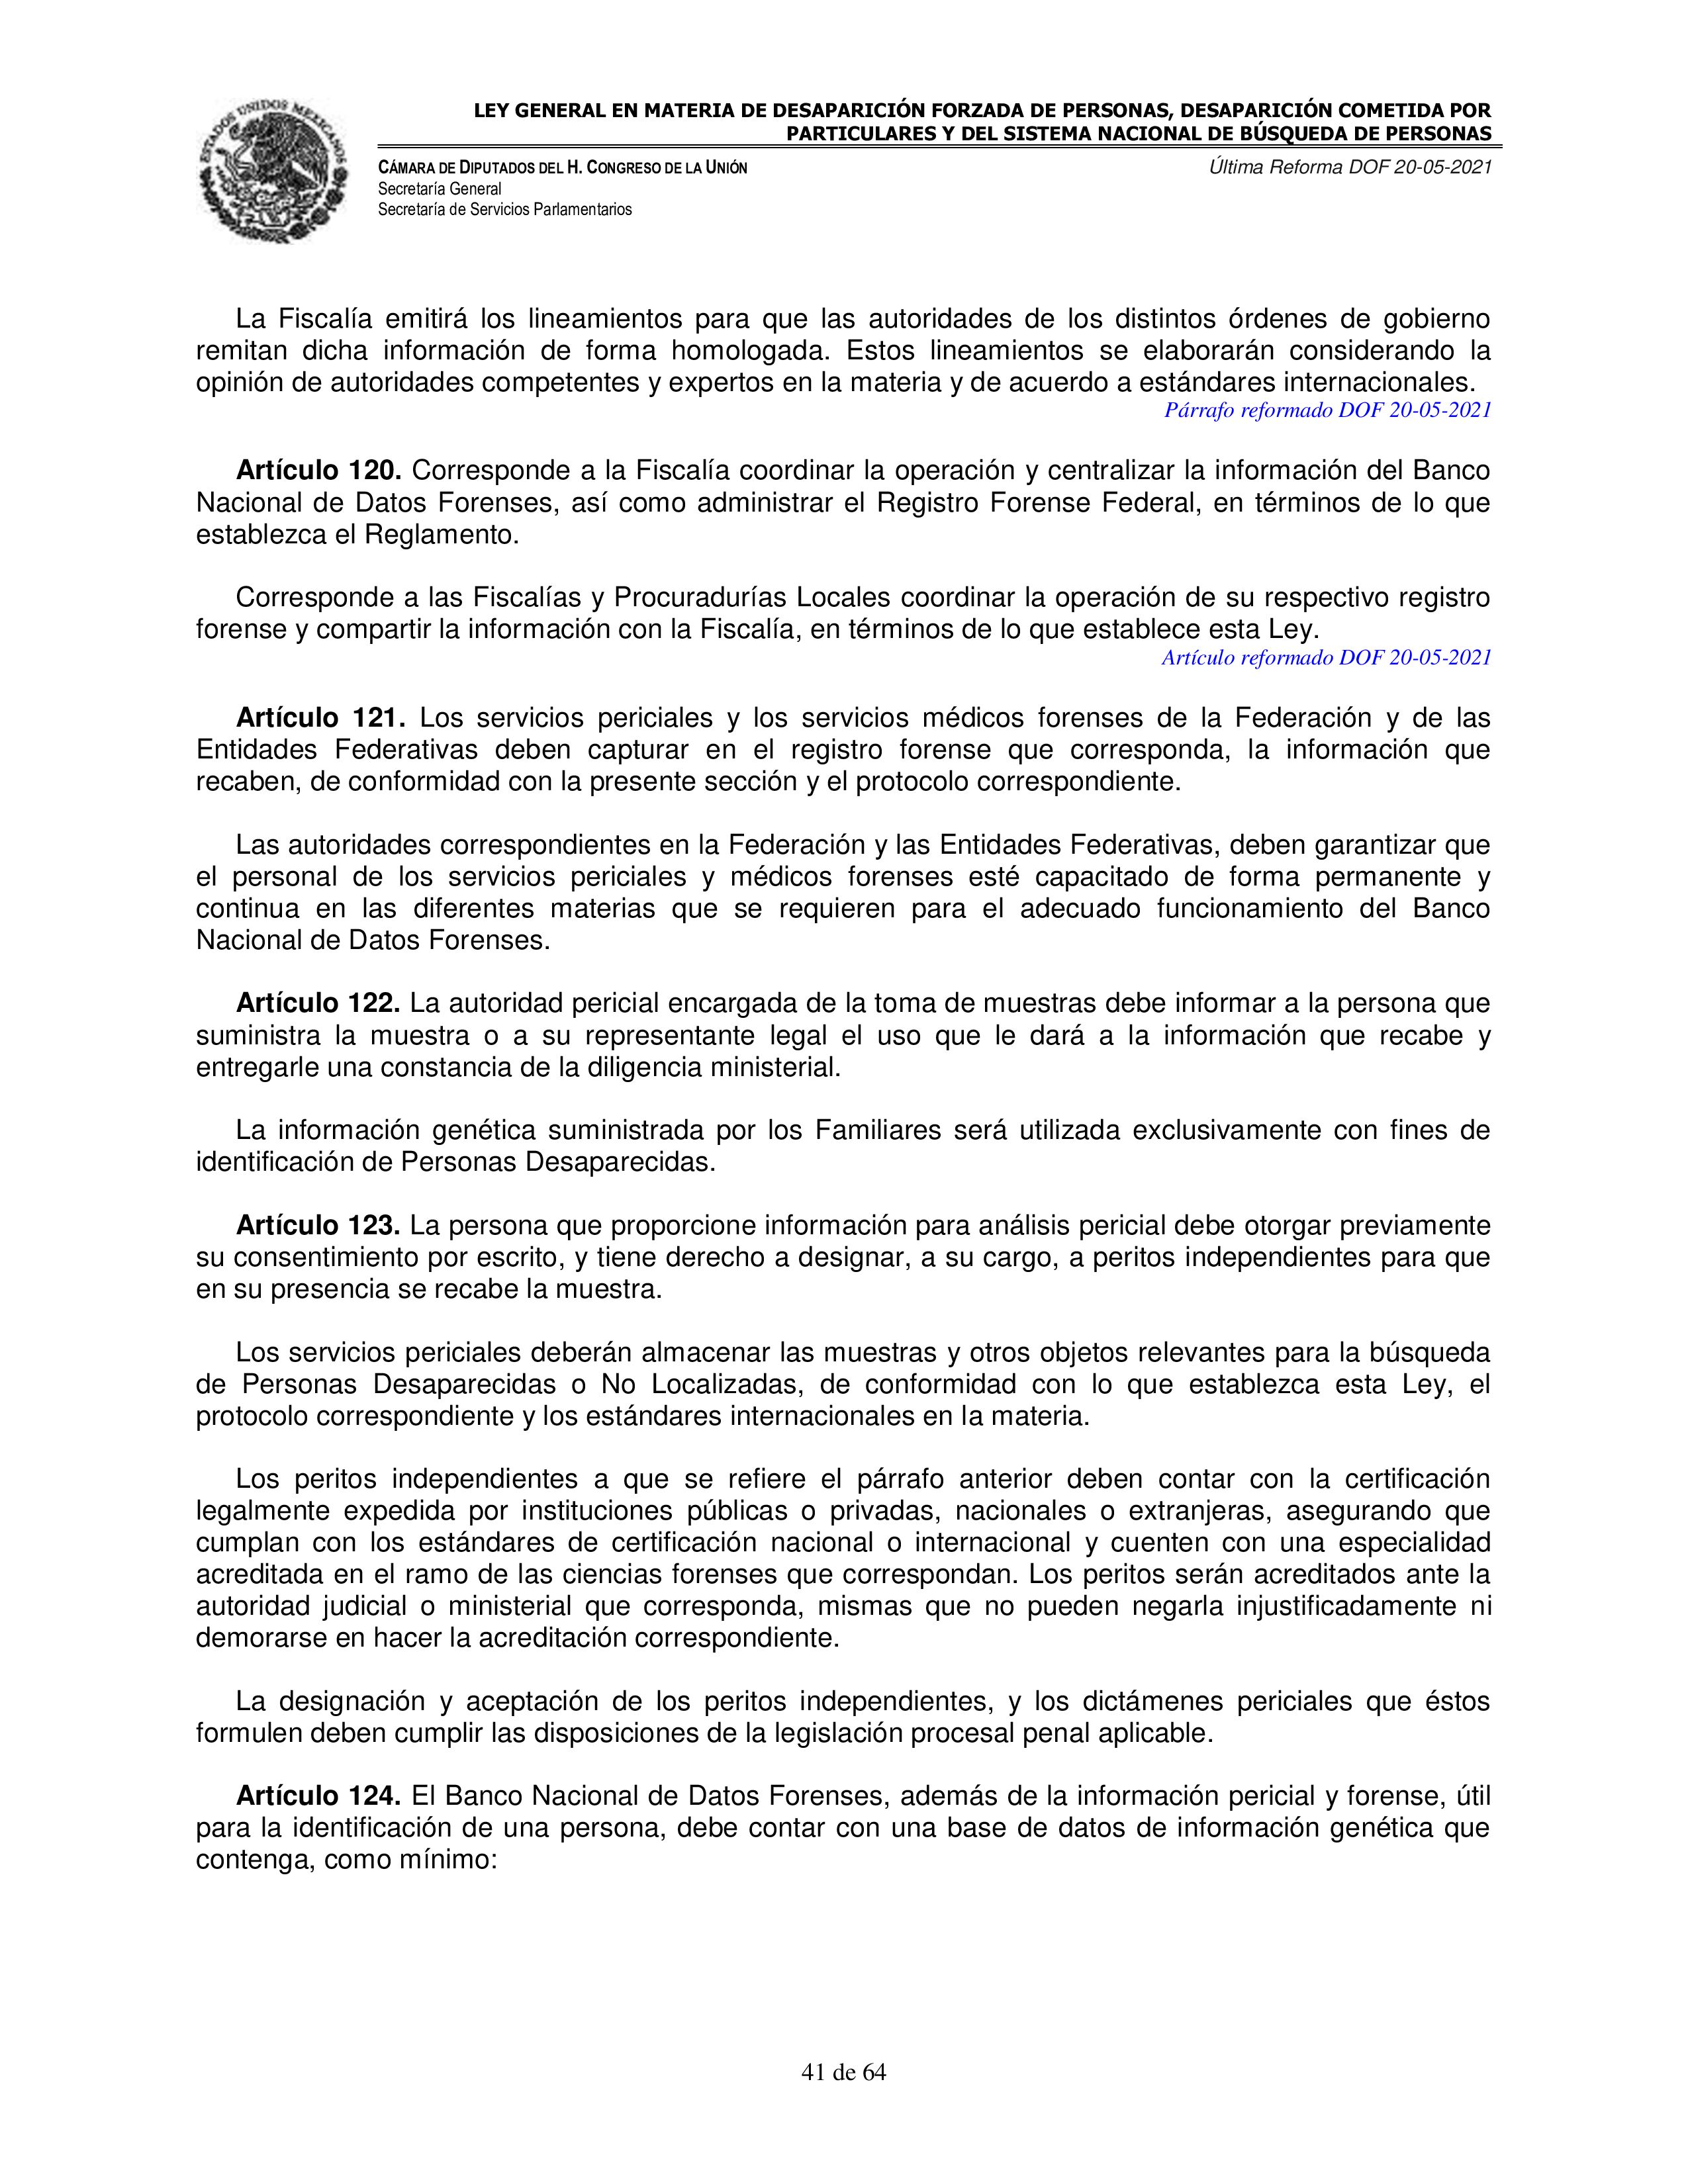 ESTADOS UNIDOS MEXICANOS
LEY GENERAL EN MATERIA DE DESAPARICIÓN FORZADA DE PERSONAS, DESAPARICIÓN COMETIDA POR
PARTICULARES Y DEL SISTEMA NACIONAL DE BÚSQUEDA DE PERSONAS
CÁMARA DE DIPUTADOS DEL H. CONGRESO DE LA UNIÓN
Última Reforma DOF 20-05-2021
Secretaría General
Secretaría de Servicios Parlamentarios
La Fiscalía emitirá los lineamientos para que las autoridades de los distintos órdenes de gobierno
remitan dicha información de forma homologada. Estos lineamientos se elaborarán considerando la
opinión de autoridades competentes y expertos en la materia y de acuerdo a estándares internacionales.
Párrafo reformado DOF 20-05-2021
Artículo 120. Corresponde a la Fiscalía coordinar la operación y centralizar la información del Banco
Nacional de Datos Forenses, así como administrar el Registro Forense Federal, en términos de lo que
establezca el Reglamento.
Corresponde a las Fiscalías y Procuradurías Locales coordinar la operación de su respectivo registro
forense y compartir la información con la Fiscalía, en términos de lo que establece esta Ley.
Artículo reformado DOF 20-05-2021
Artículo 121. Los servicios periciales y los servicios médicos forenses de la Federación y de las
Entidades Federativas deben capturar en el registro forense que corresponda, la información que
recaben, de conformidad con la presente sección y el protocolo correspondiente.
Las autoridades correspondientes en la Federación y las Entidades Federativas, deben garantizar que
el personal de los servicios periciales y médicos forenses esté capacitado de forma permanente y
continua en las diferentes materias que se requieren para el adecuado funcionamiento del Banco
Nacional de Datos Forenses.
Artículo 122. La autoridad pericial encargada de la toma de muestras debe informar a la persona que
suministra la muestra o a su representante legal el uso que le dará a la información que recabe y
entregarle una constancia de la diligencia ministerial.
La información genética suministrada por los Familiares será utilizada exclusivamente con fines de
identificación de Personas Desaparecidas.
Artículo 123. La persona que proporcione información para análisis pericial debe otorgar previamente
su consentimiento por escrito, y tiene derecho a designar, a su cargo, a peritos independientes para que
en su presencia se recabe la muestra.
Los servicios periciales deberán almacenar las muestras y otros objetos relevantes para la búsqueda
de Personas Desaparecidas o No Localizadas, de conformidad con lo que establezca esta Ley, el
protocolo correspondiente y los estándares internacionales en la materia.
Los peritos independientes a que se refiere el párrafo anterior deben contar con la certificación
legalmente expedida por instituciones públicas o privadas, nacionales o extranjeras, asegurando que
cumplan con los estándares de certificación nacional o internacional y cuenten con una especialidad
acreditada en el ramo de las ciencias forenses que correspondan. Los peritos serán acreditados ante la
autoridad judicial o ministerial que corresponda, mismas que no pueden negarla injustificadamente ni
demorarse en hacer la acreditación correspondiente.
La designación y aceptación de los peritos independientes, y los dictámenes periciales que éstos
formulen deben cumplir las disposiciones de la legislación procesal penal aplicable.
Artículo 124. El Banco Nacional de Datos Forenses, además de la información pericial y forense, útil
para la identificación de una persona, debe contar con una base de datos de información genética que
contenga, como mínimo:
41 de 64